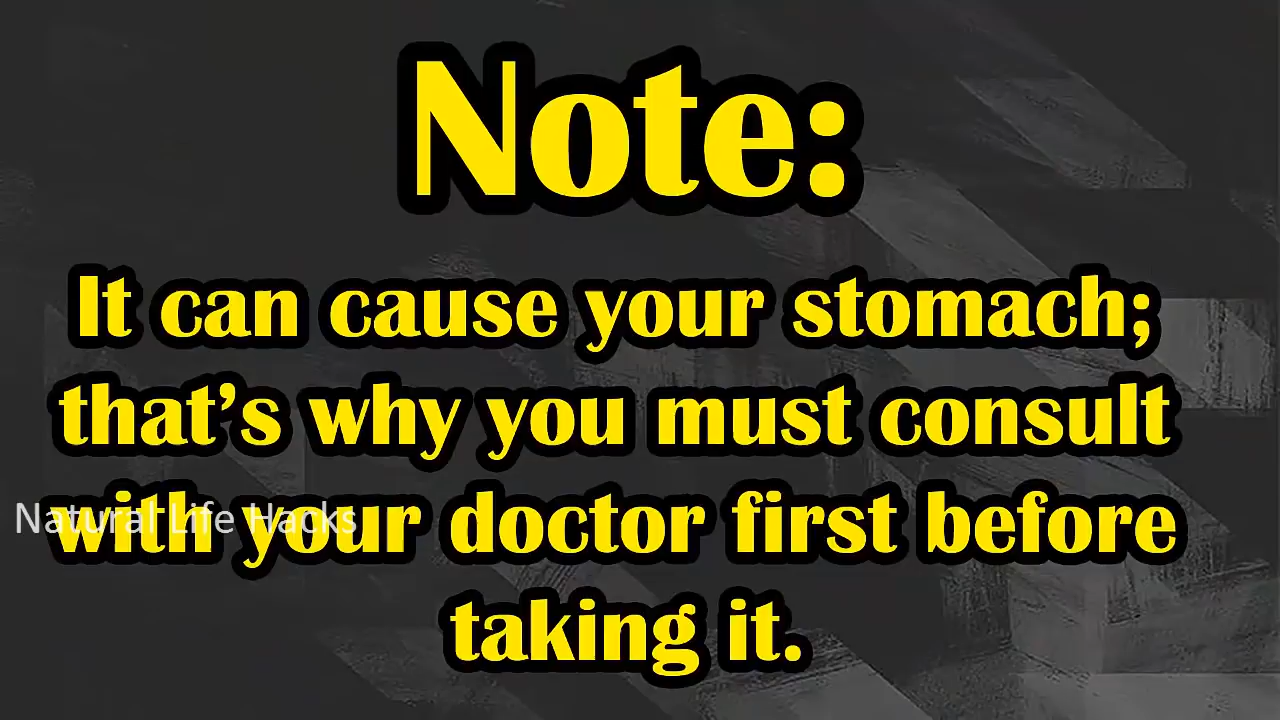 Note:
It can cause your stomach;
that’s why you must consult
with your doctor first before
taking it.
Natural Life Hacks